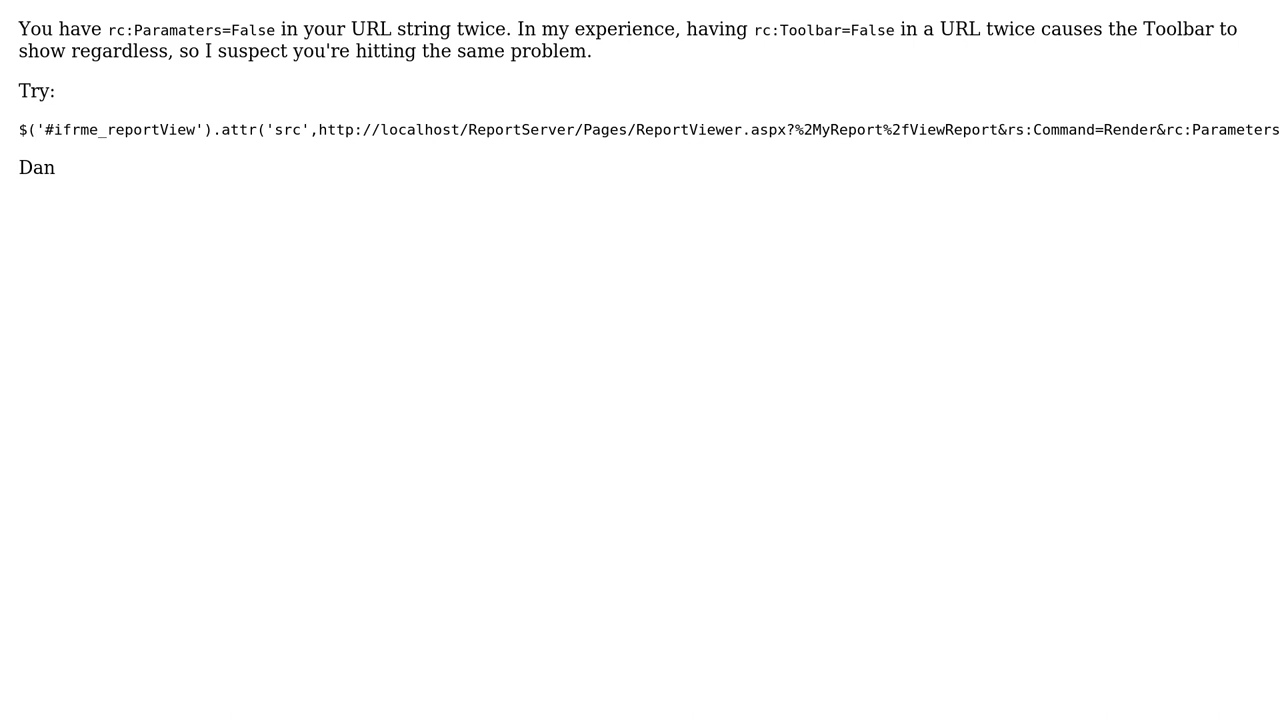 You have rc:Paramaters=False in your URL string twice. In my experience, having rc:Toolbar=False in a URL twice causes the Toolbar to
show regardless, so I suspect you're hitting the same problem.
Try:
$('#ifrme_reportView').attr('src',http://localhost/ReportServer/Pages/ReportViewer.aspx?%2MyReport%2fViewReport&rs:Command=Render&rc:Parameters
Dan